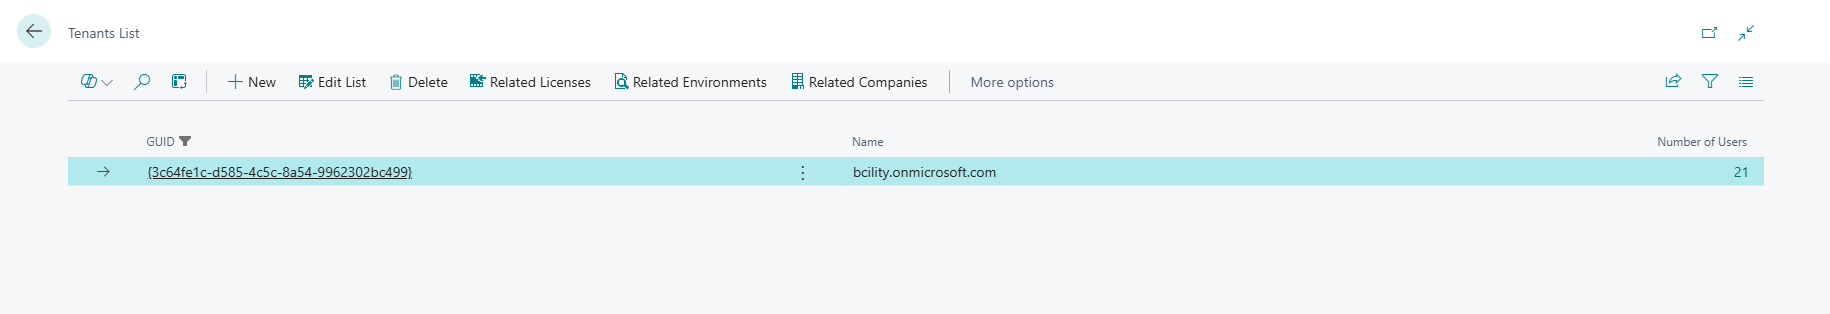 Tenants List
New Edit List Delete Related Licenses Related Environments Related Companies More options
GUID Name Number of Users
{3c64fe1c-d585-4c5c-8a54-9962302bc499} bcility.onmicrosoft.com 21